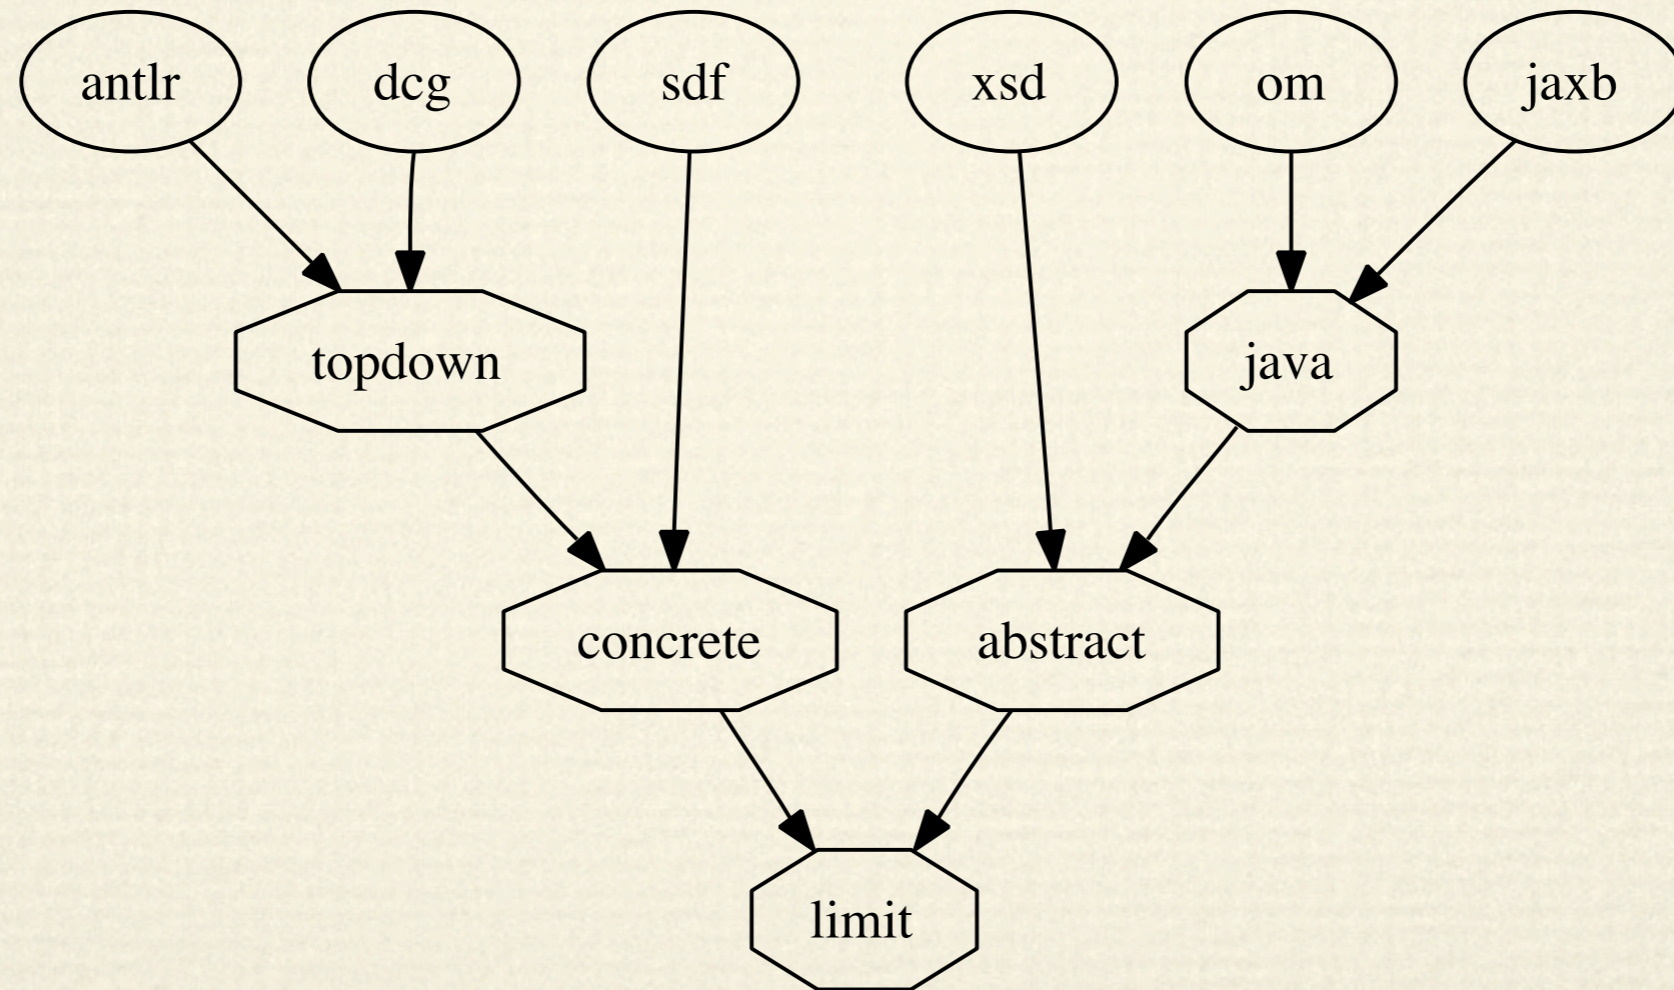 antlr
dcg
sdf
xsd
om
jaxb
topdown
java
concrete
abstract
limit